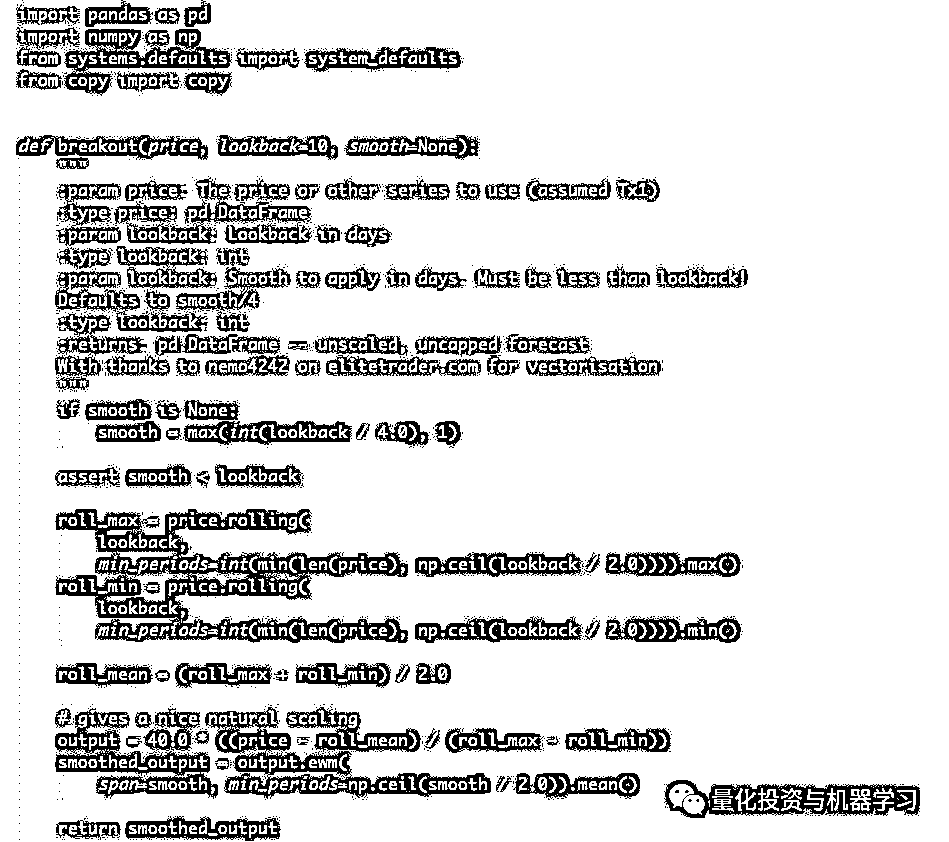 import pandas as pd
import numpy as np
from systems.defaults import system_defaults
from copy import copy
def breakout(price, lookback=10, smooth=None):
"""
:param price: The price or other series to use (assumed Tx1)
:type price: pd.DataFrame
:param lookback: Lookback in days
:type lookback: int
:param lookback: Smooth to apply in days. Must be less than lookback!
Defaults to smooth/4
:type lookback: int
:returns: pd.DataFrame -- unscaled, uncapped forecast
With thanks to nemo4242 on elitetrader.com for vectorisation
"""
if smooth is None:
smooth = max(int(lookback / 4.0), 1)
assert smooth < lookback
roll_max = price.rolling(
lookback,
min_periods=int(min(len(price), np.ceil(lookback / 2.0)))).max()
roll_min = price.rolling(
lookback,
min_periods=int(min(len(price), np.ceil(lookback / 2.0)))).min()
roll_mean = (roll_max + roll_min) / 2.0
# gives a nice natural scaling
output = 40.0 * ((price - roll_mean) / (roll_max - roll_min))
smoothed_output = output.ewm(
span=smooth, min_periods=np.ceil(smooth / 2.0)).mean()
return smoothed_output
量化投资与机器学习